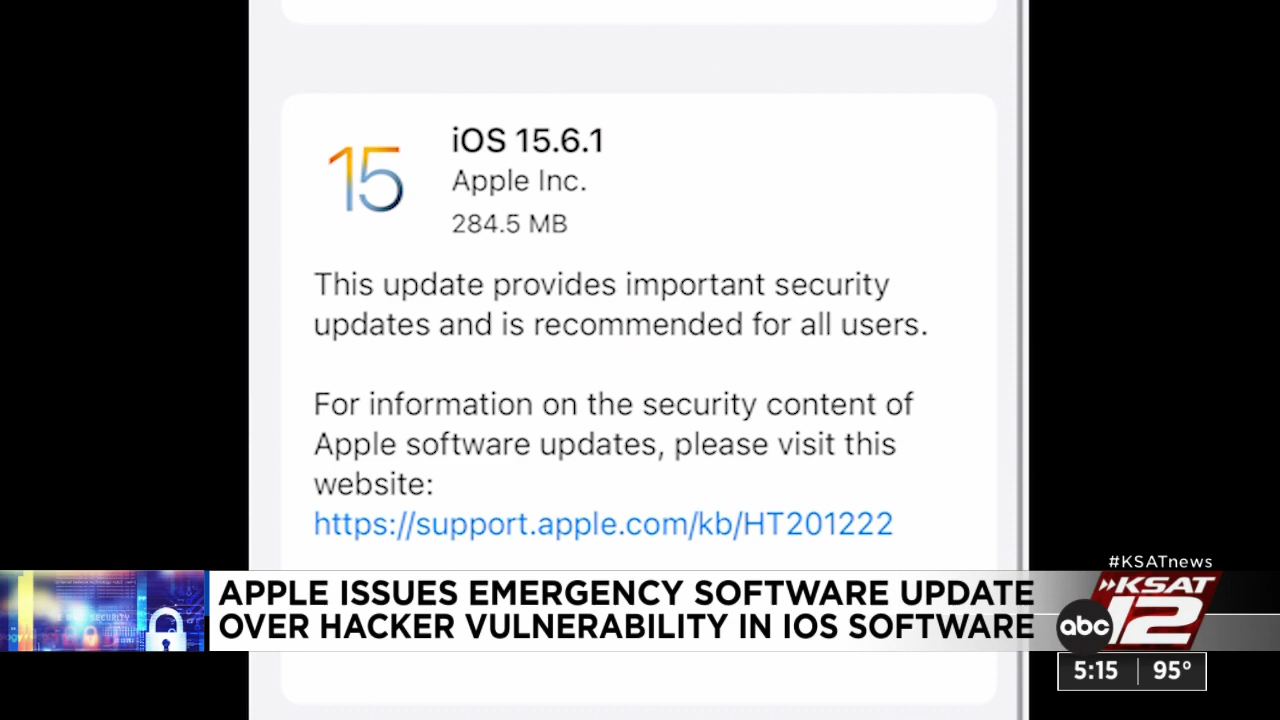 15
iOS 15.6.1
Apple Inc.
284.5 MB
This update provides important security
updates and is recommended for all users.
For information on the security content of
Apple software updates, please visit this
website:
https://support.apple.com/kb/HT201222
#KSATnews
APPLE ISSUES EMERGENCY SOFTWARE UPDATE
OVER HACKER VULNERABILITY IN IOS SOFTWARE
SECURITY
abc
KSAT
12
5:15
95°